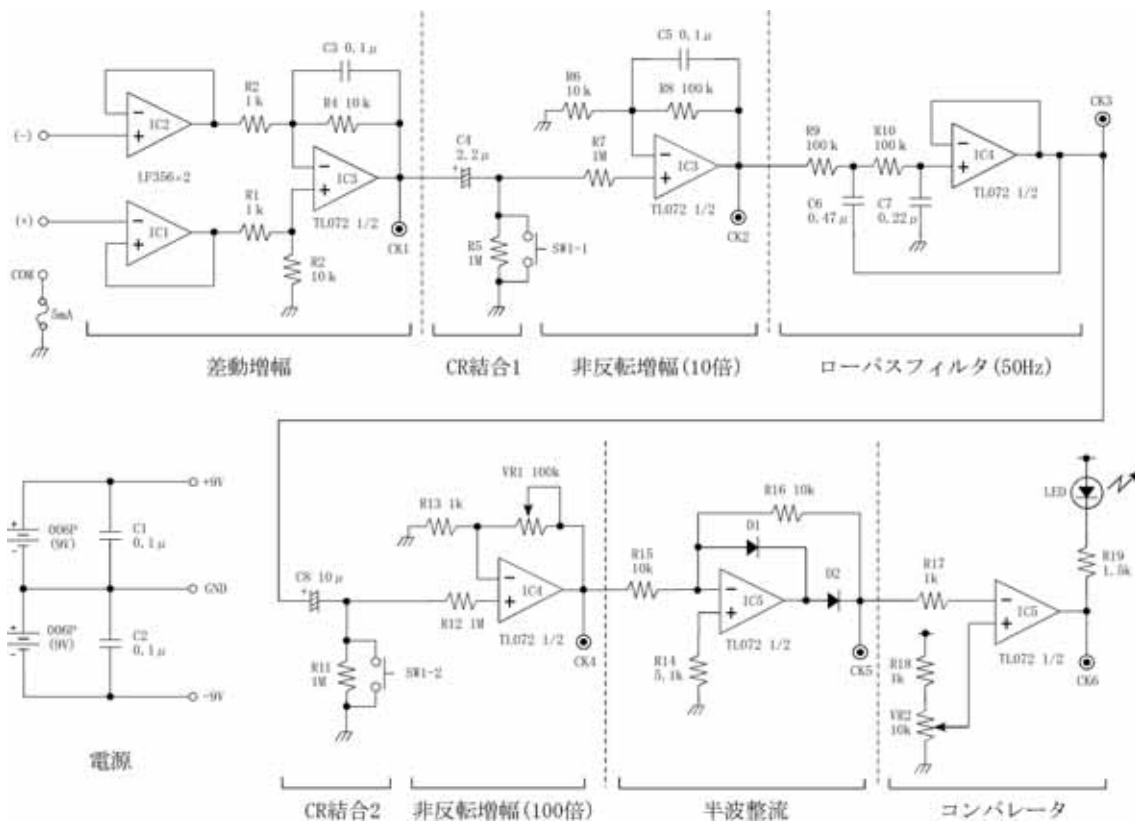 C3 0.1μ
R4 10k
R2
1k
(-)
IC2
LF356×2
(+)
IC1
R1
1k
R2
10k
IC3
TL072 1/2
CK1
COM
5mA
差動増幅
C4
2.2μ
R5
1M
SW1-1
CR結合1
R6
10k
C5 0.1μ
R8 100k
R7
1M
IC3
TL072 1/2
CK2
非反転増幅(10倍)
R9
100k
R10
100k
C6
0.47μ
C7
0.22μ
IC4
TL072 1/2
CK3
ローパスフィルタ(50Hz)
006P
(9V)
006P
(9V)
C1
0.1μ
C2
0.1μ
+9V
GND
-9V
電源
C8 10μ
R11
1M
SW1-2
CR結合2
R13 1k
VR1 100k
R12 1M
IC4
TL072 1/2
CK4
非反転増幅(100倍)
R15
10k
R16 10k
D1
D2
R14
5.1k
IC5
TL072 1/2
CK5
半波整流
R17
1k
R18
1k
VR2
10k
IC5
TL072 1/2
LED
R19
1.5k
CK6
コンパレータ